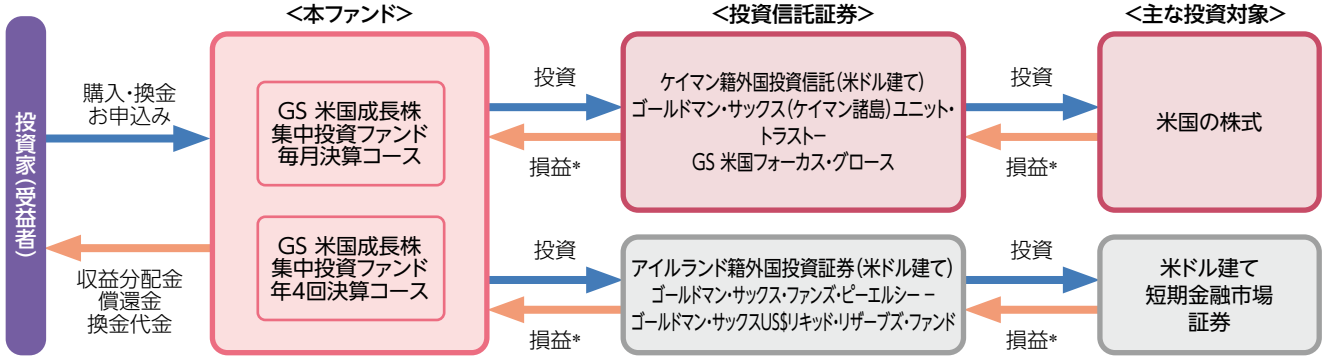 <本ファンド>
<投資信託証券>
<主な投資対象>
投資家(受益者)
購入・換金
お申込み
収益分配金
償還金
換金代金
GS 米国成長株
集中投資ファンド
毎月決算コース
GS 米国成長株
集中投資ファンド
年4回決算コース
投資
損益*
ケイマン籍外国投資信託(米ドル建て)
ゴールドマン・サックス(ケイマン諸島)ユニット・
トラスト−
GS 米国フォーカス・グロース
投資
損益*
米国の株式
投資
損益*
アイルランド籍外国投資証券(米ドル建て)
ゴールドマン・サックス・ファンズ・ピーエルシー −
ゴールドマン・サックスUS$リキッド・リザーブズ・ファンド
投資
損益*
米ドル建て
短期金融市場
証券